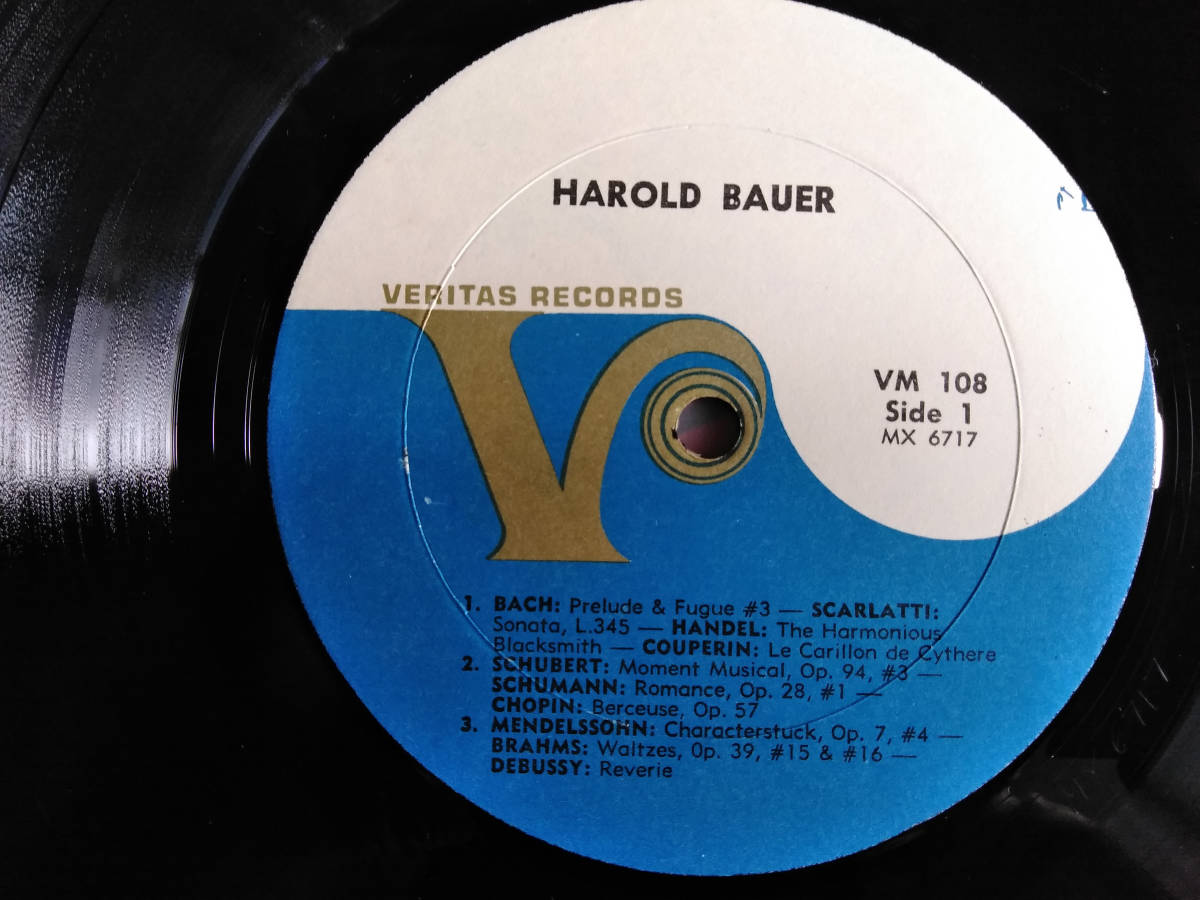 HAROLD BAUER
VERITAS RECORDS
VM 108
Side 1
MX 6717
1. BACH: Prelude & Fugue #3 — SCARLATTI:
Sonata, L.345 — HANDEL: The Harmonious
Blacksmith — COUPERIN: Le Carillon de Cythere
2. SCHUBERT: Moment Musical, Op. 94, #3 —
SCHUMANN: Romance, Op. 28, #1 —
CHOPIN: Berceuse, Op. 57
3. MENDELSSOHN: Characterstuck, Op. 7, #4 —
BRAHMS: Waltzes, Op. 39, #15 & #16 —
DEBUSSY: Reverie